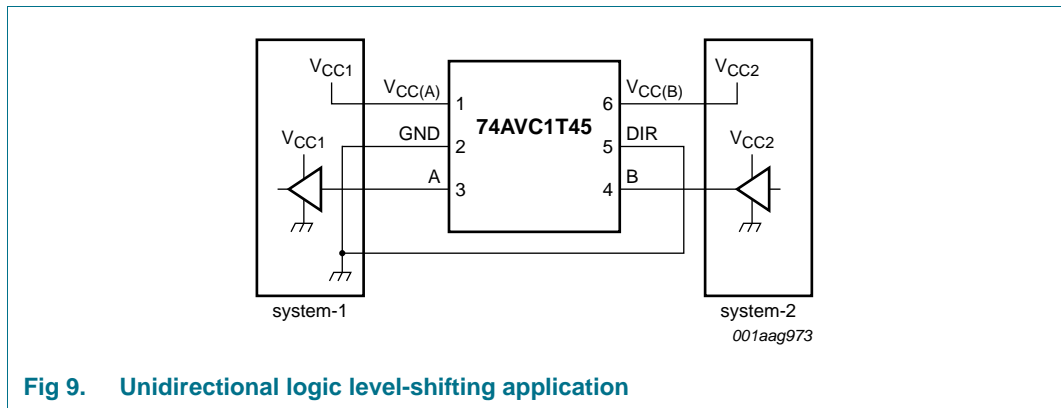 VCC1
VCC(A)
1
GND
2
VCC1
A
3
74AVC1T45
VCC(B)
6
DIR
5
B
4
VCC2
VCC2
system-1
system-2
001aag973
Fig 9. Unidirectional logic level-shifting application